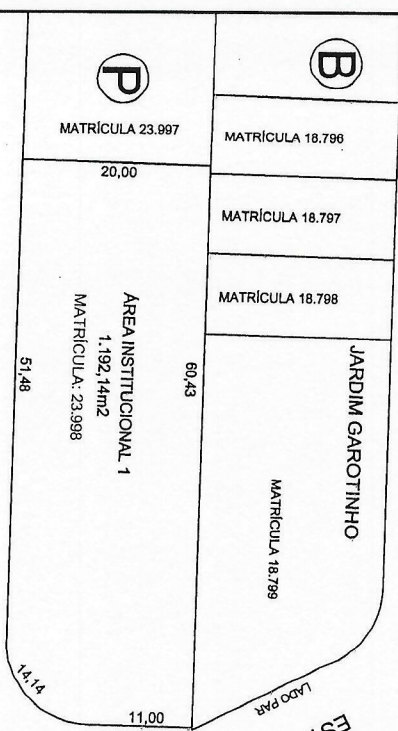 P
B
MATRÍCULA 23.997
MATRÍCULA 18.796
20,00
MATRÍCULA 18.797
MATRÍCULA 18.798
ÁREA INSTITUCIONAL 1
1.192,14m2
MATRÍCULA: 23.998
60,43
51,48
JARDIM GAROTINHO
MATRÍCULA 18.799
14,14
11,00
LADO PAR
ES